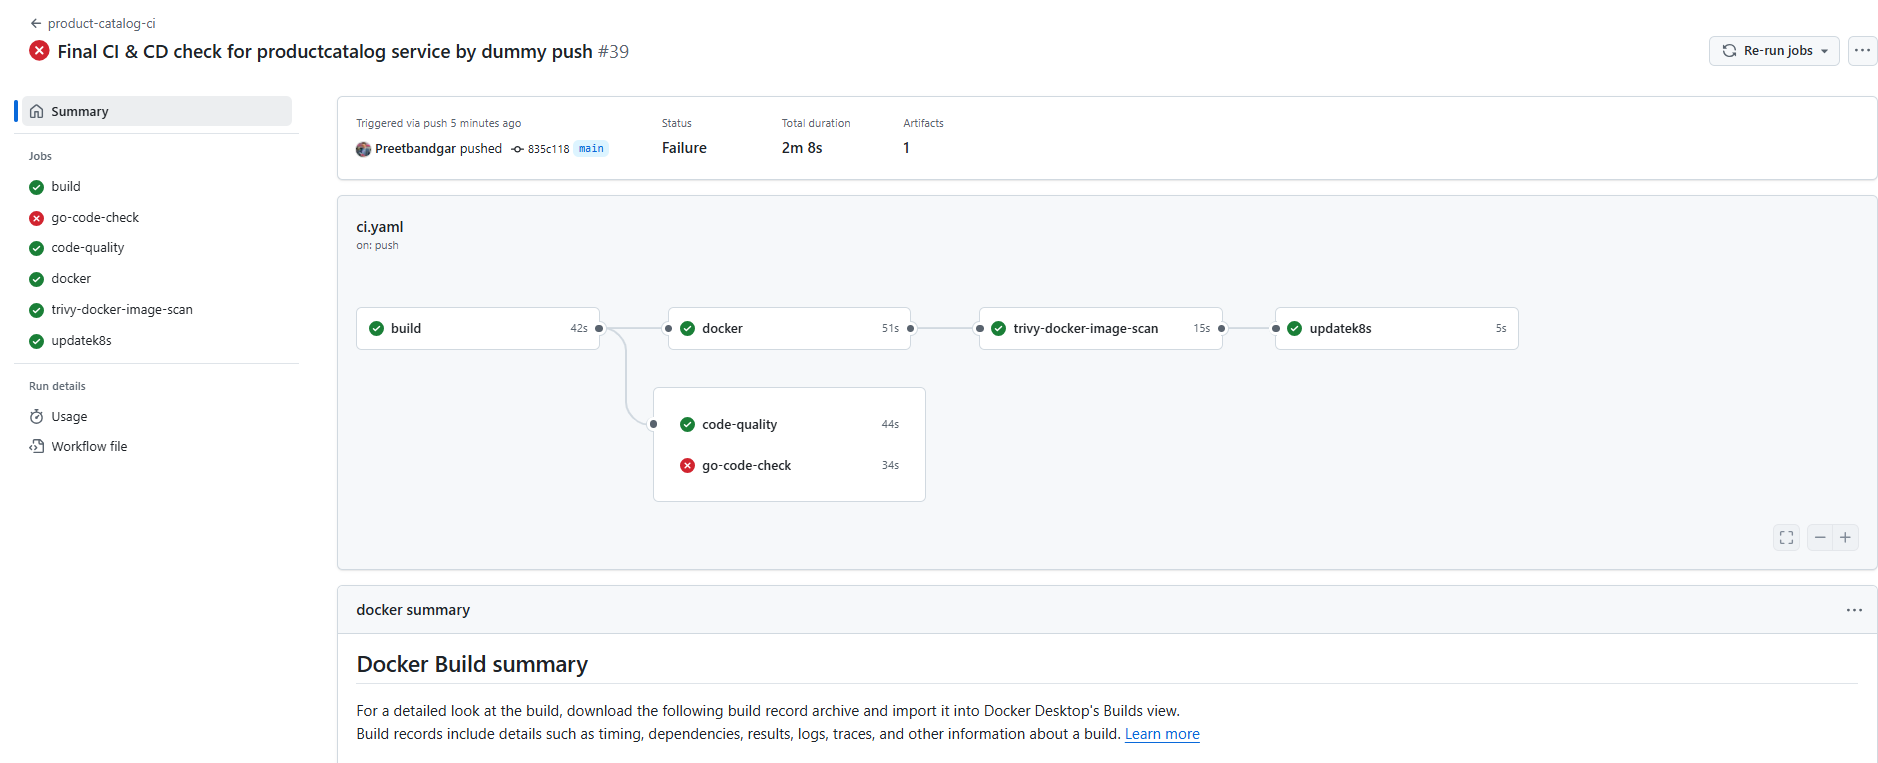 product-catalog-ci
Final CI & CD check for productcatalog service by dummy push #39
Re-run jobs
Summary
Jobs
build
go-code-check
code-quality
docker
trivy-docker-image-scan
updatek8s
Run details
Usage
Workflow file
Triggered via push 5 minutes ago
Preetbandgar pushed 835c118 main
Status
Failure
Total duration
2m 8s
Artifacts
1
ci.yaml
on: push
build 42s
docker 51s
trivy-docker-image-scan 15s
updatek8s 5s
code-quality 44s
go-code-check 34s
docker summary
Docker Build summary
For a detailed look at the build, download the following build record archive and import it into Docker Desktop's Builds view.
Build records include details such as timing, dependencies, results, logs, traces, and other information about a build. Learn more